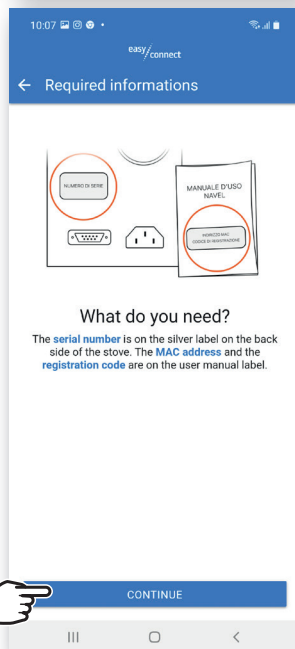 10:07
easy/connect
← Required informations
NUMERO DI SERIE
MANUALE D'USO
NAVEL
INDIRIZZO MAC
CODICE DI REGISTRAZIONE
What do you need?
The serial number is on the silver label on the back
side of the stove. The MAC address and the
registration code are on the user manual label.
CONTINUE